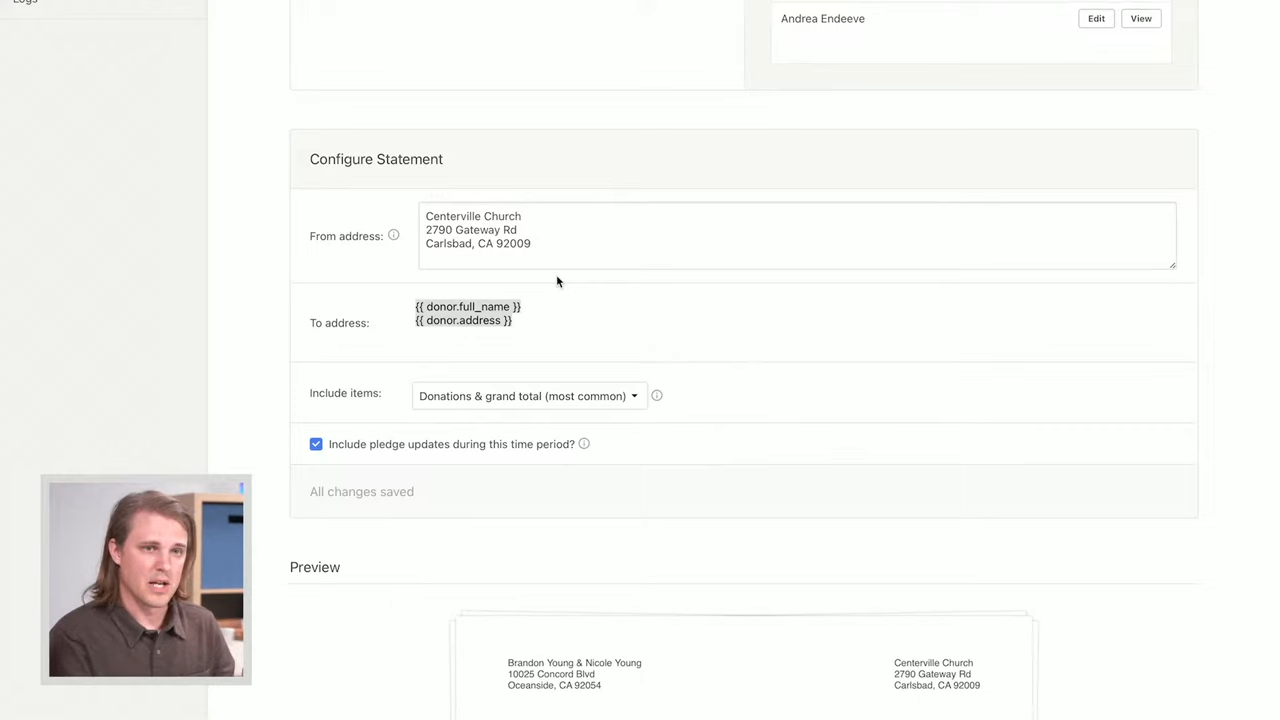 Logs
Andrea Endeeve
Edit
View
Configure Statement
From address:
Centerville Church
2790 Gateway Rd
Carlsbad, CA 92009
To address:
{{ donor.full_name }}
{{ donor.address }}
Include items:
Donations & grand total (most common)
Include pledge updates during this time period?
All changes saved
Preview
Brandon Young & Nicole Young
10025 Concord Blvd
Oceanside, CA 92054
Centerville Church
2790 Gateway Rd
Carlsbad, CA 92009